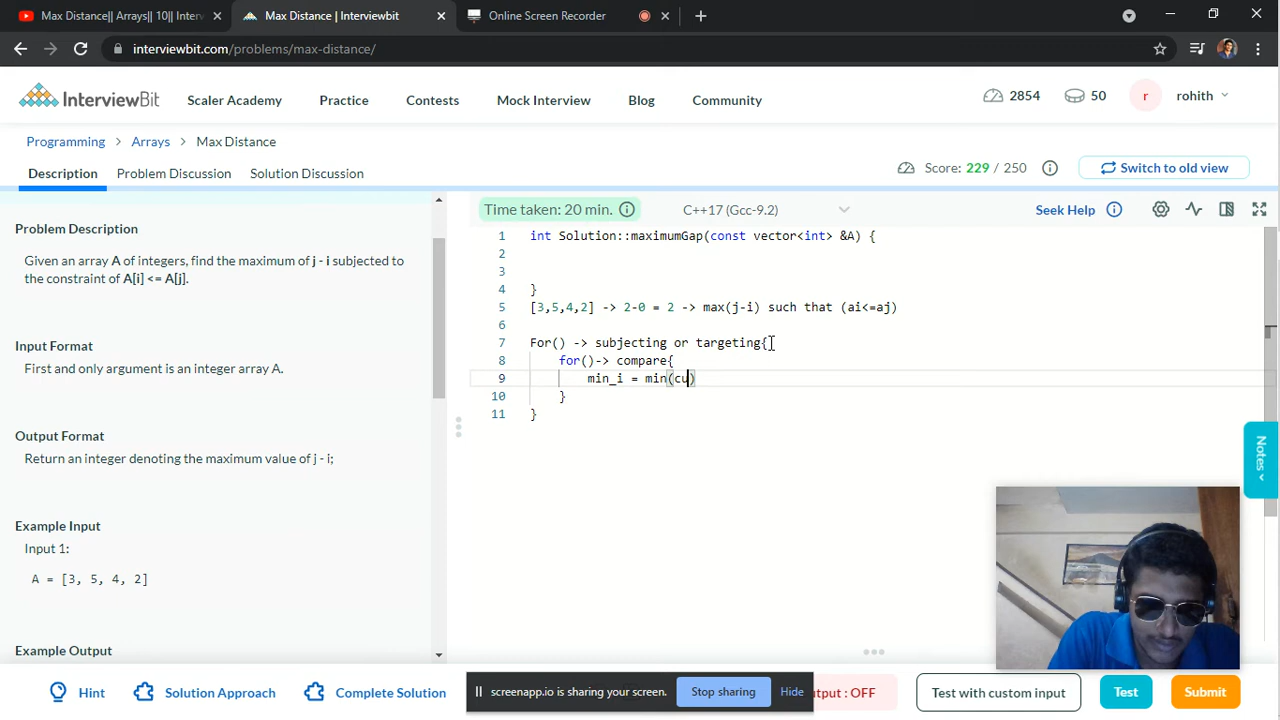 Max Distance|| Arrays|| 10|| Interv
Max Distance | Interviewbit
Online Screen Recorder
interviewbit.com/problems/max-distance/
InterviewBit
Scaler Academy
Practice
Contests
Mock Interview
Blog
Community
2854
50
r
rohith
Programming > Arrays > Max Distance
Description
Problem Discussion
Solution Discussion
Score: 229 / 250
Switch to old view
Problem Description
Given an array A of integers, find the maximum of j - i subjected to
the constraint of A[i] <= A[j].
Input Format
First and only argument is an integer array A.
Output Format
Return an integer denoting the maximum value of j - i;
Example Input
Input 1:
A = [3, 5, 4, 2]
Example Output
Time taken: 20 min.
C++17 (Gcc-9.2)
Seek Help
1 int Solution::maximumGap(const vector<int> &A) {
2
3
4 }
5 [3,5,4,2] -> 2-0 = 2 -> max(j-i) such that (ai<=aj)
6
7 For() -> subjecting or targeting{
8 for()-> compare{
9 min_i = min(cu)
10 }
11 }
Notes
Hint
Solution Approach
Complete Solution
screenapp.io is sharing your screen.
Stop sharing
Hide
: OFF
Test with custom input
Test
Submit